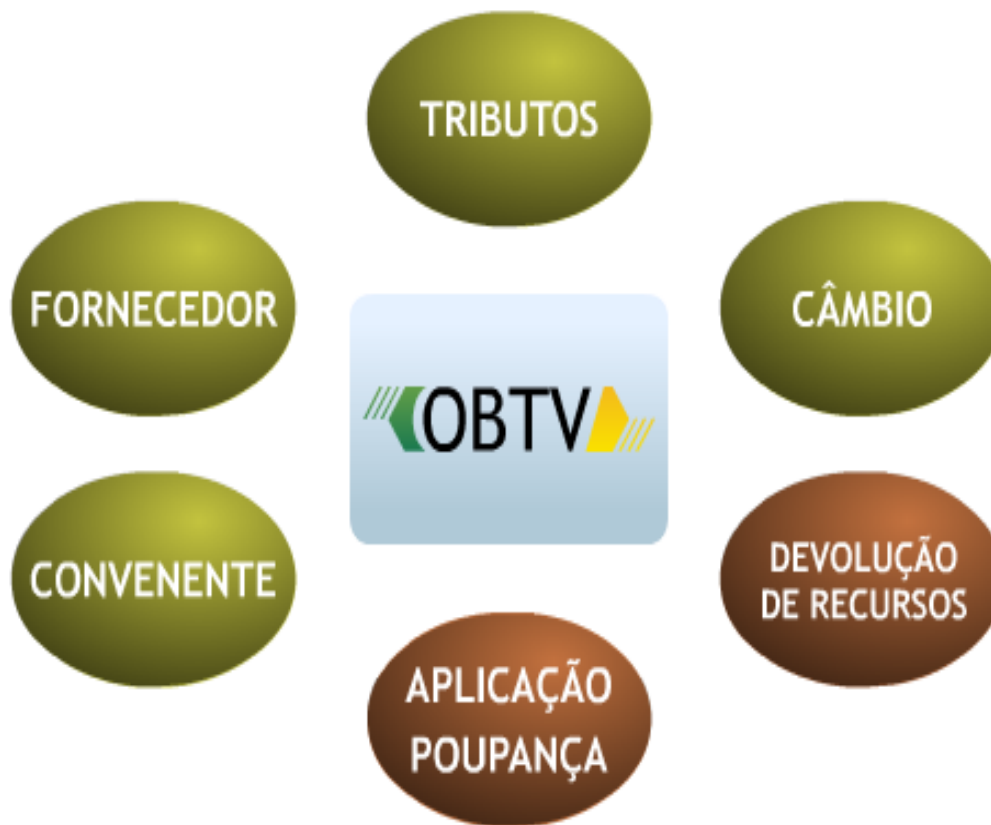 TRIBUTOS
FORNECEDOR
CÂMBIO
OBTV
CONVENENTE
DEVOLUÇÃO
DE RECURSOS
APLICAÇÃO
POUPANÇA